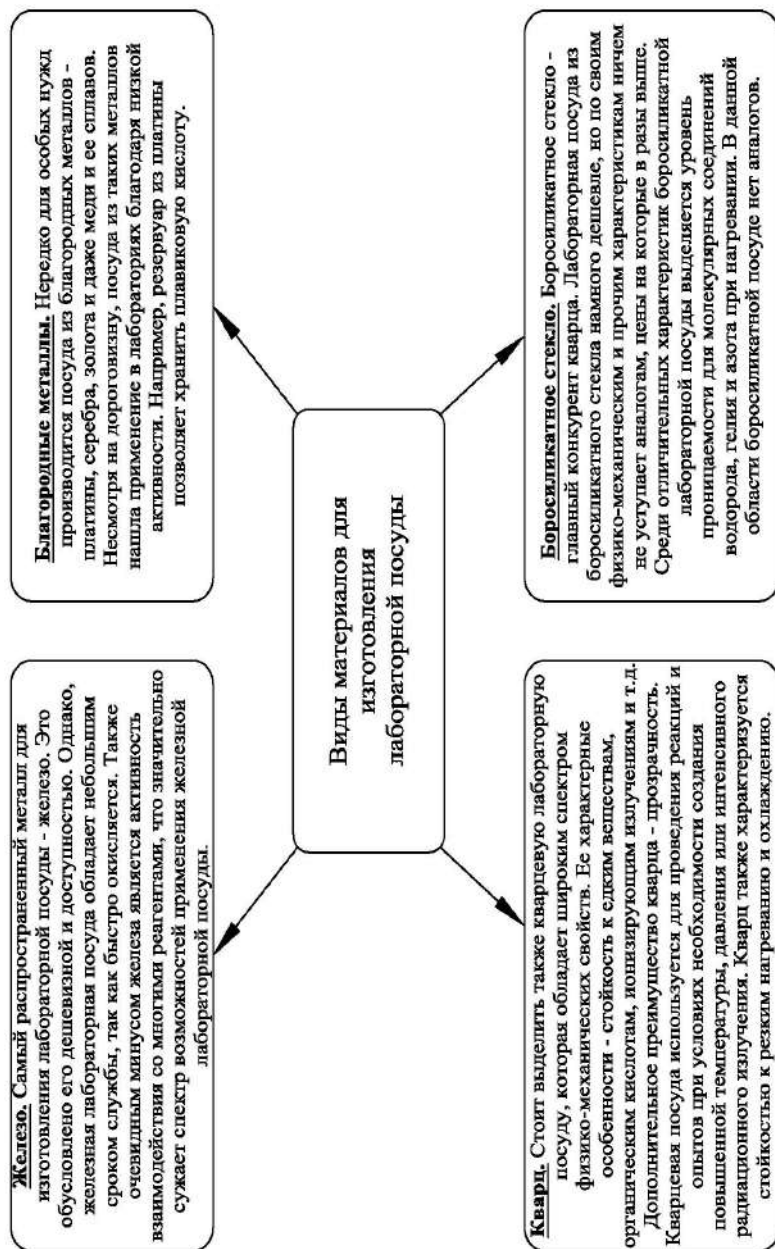 Железо. Самый распространенный металл для
изготовления лабораторной посуды - железо. Это
обусловлено его дешевизной и доступностью. Однако,
железная лабораторная посуда обладает небольшим
сроком службы, так как быстро окисляется. Также
очевидным минусом железа является активность
взаимодействия со многими реагентами, что значительно
сужает спектр возможностей применения железной
лабораторной посуды.
Благородные металлы. Нередко для особых нужд
производится посуда из благородных металлов -
платины, серебра, золота и даже меди и ее сплавов.
Несмотря на дороговизну, посуда из таких металлов
нашла применение в лабораториях благодаря низкой
активности. Например, резервуар из платины
позволяет хранить плавиковую кислоту.
Виды материалов для
изготовления
лабораторной посуды
Кварц. Стоит выделить также кварцевую лабораторную
посуду, которая обладает широким спектром
физико-механических свойств. Ее характерные
особенности - стойкость к едким веществам,
органическим кислотам, ионизирующим излучениям и т.д.
Дополнительное преимущество кварца - прозрачность.
Кварцевая посуда используется для проведения реакций и
опытов при условиях необходимости создания
повышенной температуры, давления или интенсивного
радиационного излучения. Кварц также характеризуется
стойкостью к резким нагреванию и охлаждению.
Боросиликатное стекло. Боросиликатное стекло -
главный конкурент кварца. Лабораторная посуда из
боросиликатного стекла намного дешевле, но по своим
физико-механическим и прочим характеристикам ничем
не уступает аналогам, цены на которые в разы выше.
Среди отличительных характеристик боросиликатной
лабораторной посуды выделяется уровень
проницаемости для молекулярных соединений
водорода, гелия и азота при нагревании. В данной
области боросиликатной посуде нет аналогов.